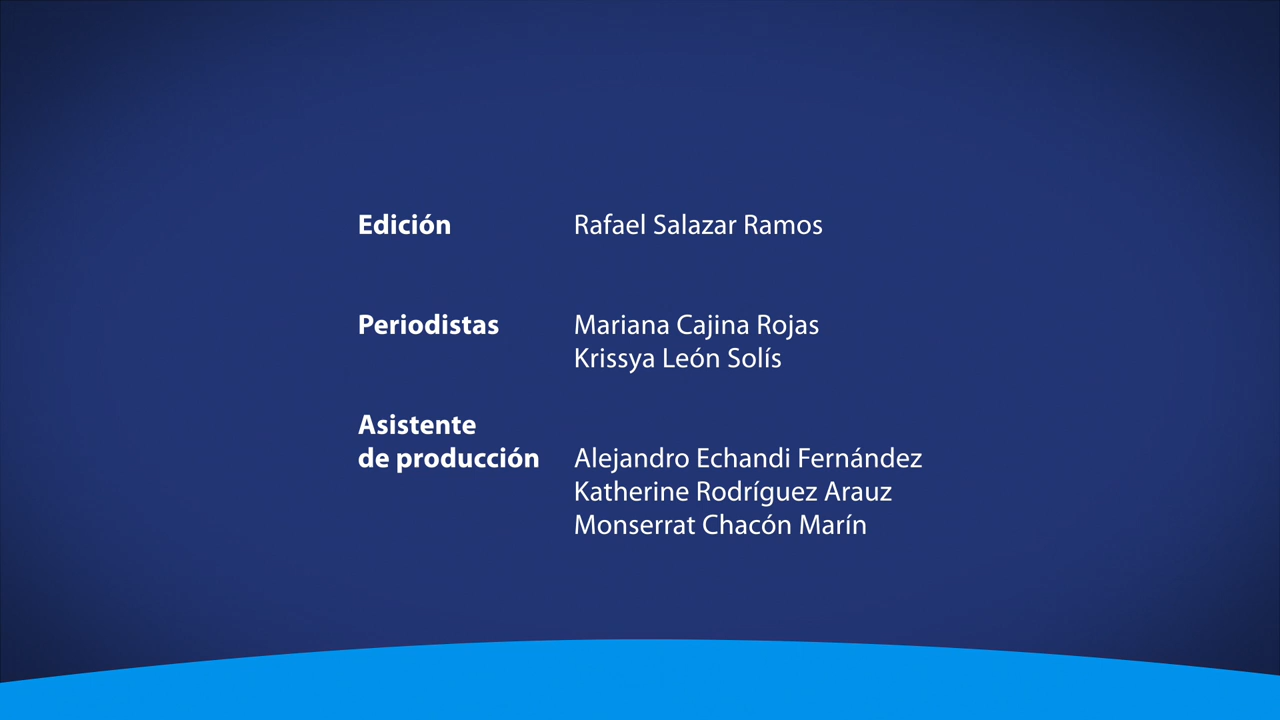 Edición Rafael Salazar Ramos
Periodistas Mariana Cajina Rojas
Krissya León Solís
Asistente
de producción Alejandro Echandi Fernández
Katherine Rodríguez Arauz
Monserrat Chacón Marín